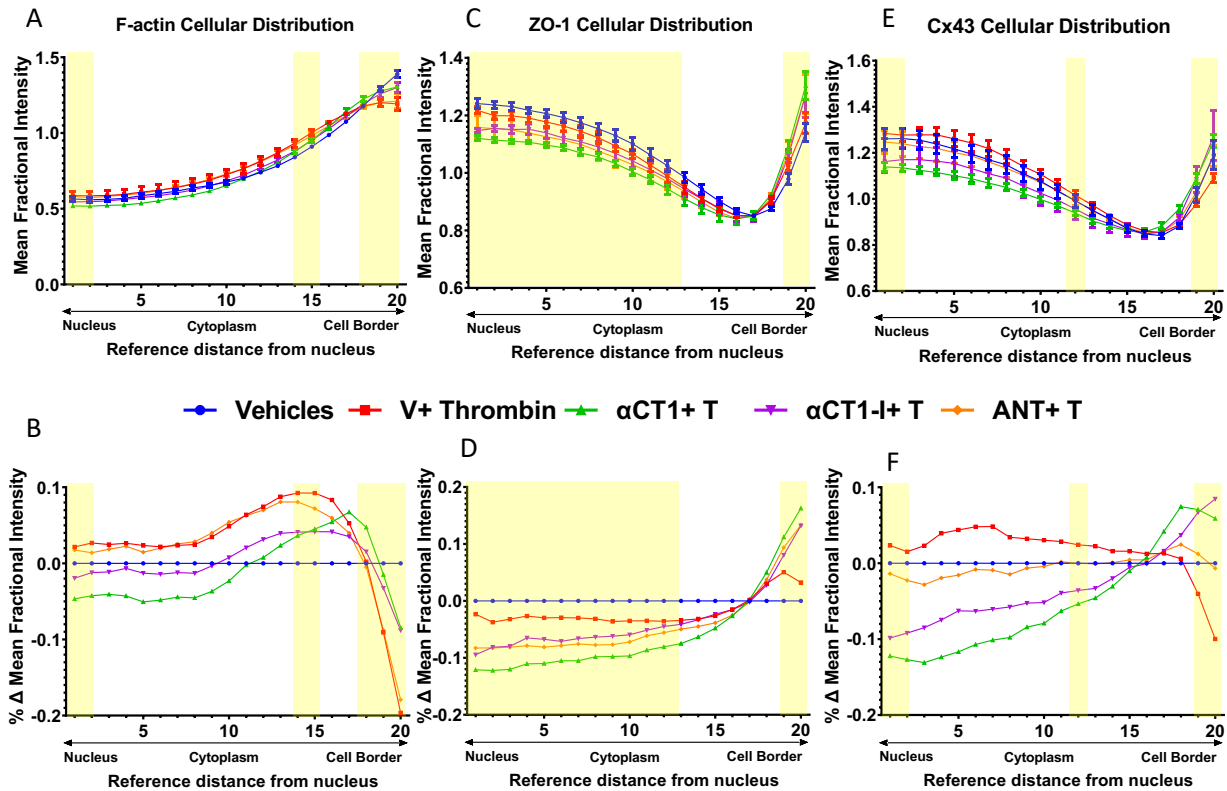 A
F-actin Cellular Distribution
Mean Fractional Intensity
1.5
1.0
0.5
0.0
5
10
15
20
Nucleus
Cytoplasm
Cell Border
Reference distance from nucleus
C
ZO-1 Cellular Distribution
Mean Fractional Intensity
1.4
1.2
1.0
0.8
0.6
5
10
15
20
Nucleus
Cytoplasm
Cell Border
Reference distance from nucleus
E
Cx43 Cellular Distribution
Mean Fractional Intensity
1.6
1.4
1.2
1.0
0.8
0.6
5
10
15
20
Nucleus
Cytoplasm
Cell Border
Reference distance from nucleus
Vehicles
V+ Thrombin
αCT1+ T
αCT1-I+ T
ANT+ T
B
% Δ Mean Fractional Intensity
0.1
0.0
-0.1
-0.2
5
10
15
20
Nucleus
Cytoplasm
Cell Border
Reference distance from nucleus
D
% Δ Mean Fractional Intensity
0.2
0.1
0.0
-0.1
-0.2
5
10
15
20
Nucleus
Cytoplasm
Cell Border
Reference distance from nucleus
F
% Δ Mean Fractional Intensity
0.1
0.0
-0.1
-0.2
5
10
15
20
Nucleus
Cytoplasm
Cell Border
Reference distance from nucleus